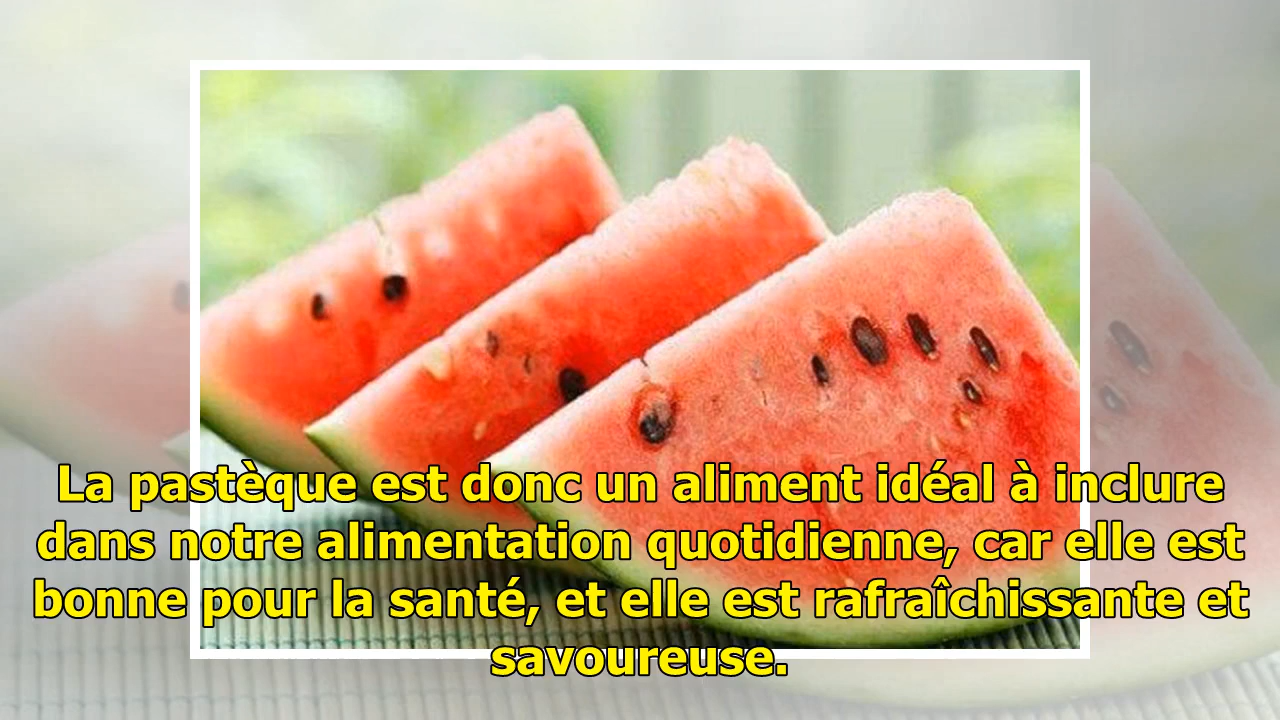 La pastèque est donc un aliment idéal à inclure
dans notre alimentation quotidienne, car elle est
bonne pour la santé, et elle est rafraîchissante et
savoureuse.